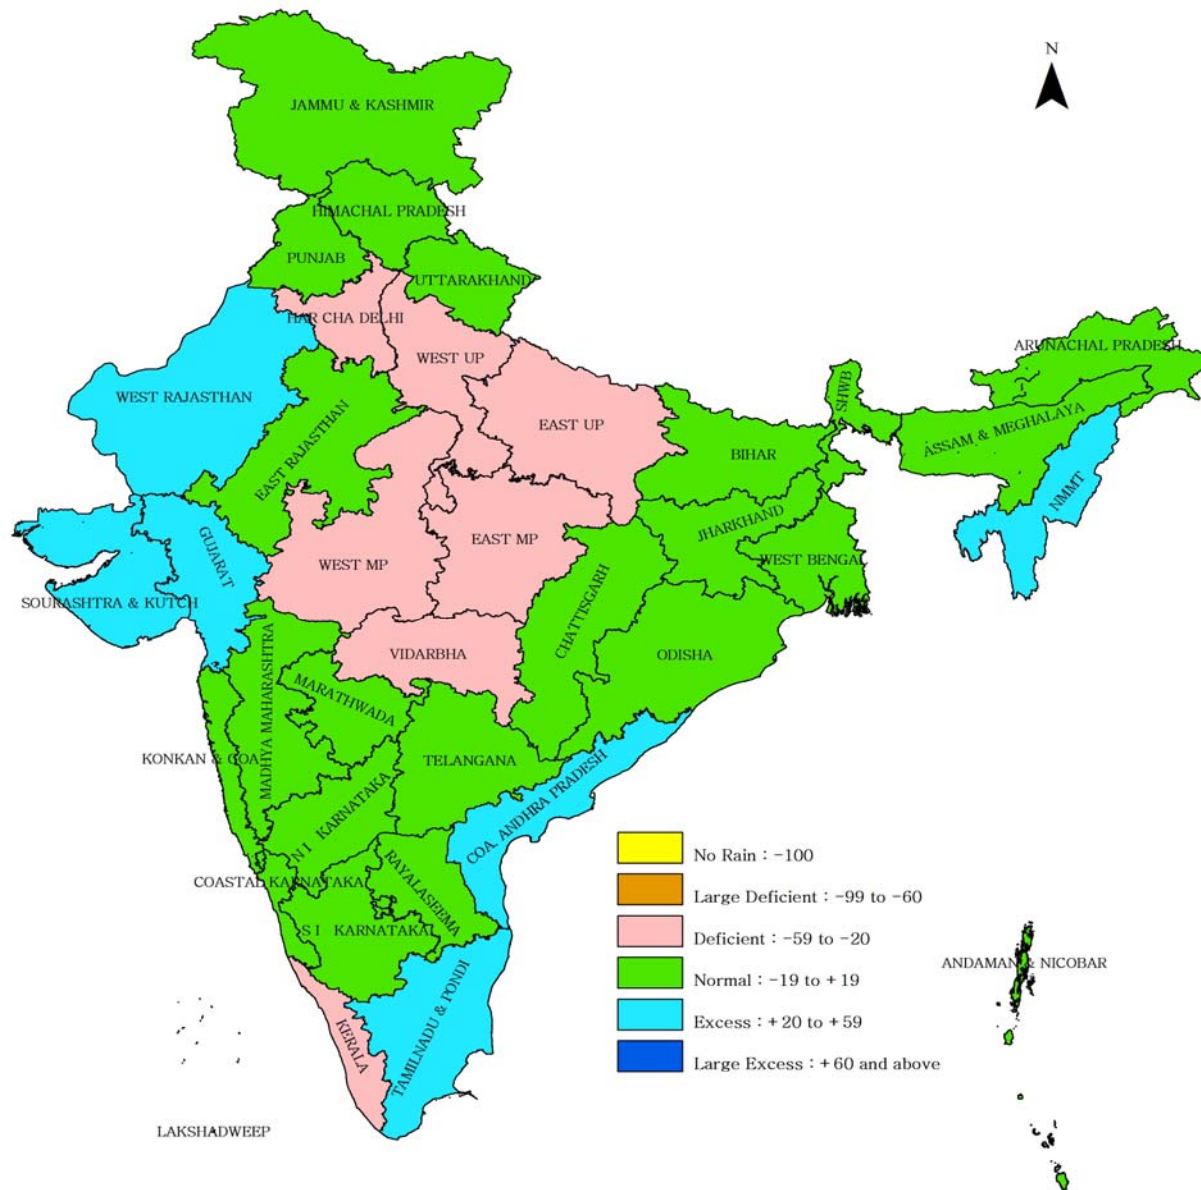 N
JAMMU & KASHMIR
HIMACHAL PRADESH
PUNJAB
UTTARAKHAND
HAR CHA DELHI
WEST UP
ARUNACHAL PRADESH
SHWB
WEST RAJASTHAN
EAST RAJASTHAN
EAST UP
BIHAR
ASSAM & MEGHALAYA
NMMT
JHARKHAND
GUJARAT
WEST MP
EAST MP
WEST BENGAL
SOURASHTRA & KUTCH
CHATTISGARH
VIDARBHA
ODISHA
MADHYA MAHARASHTRA
MARATHWADA
KONKAN & GOA
TELANGANA
N I KARNATAKA
COA. ANDHRA PRADESH
COASTAL KARNATAKA
RAYALASEEMA
S I KARNATAKA
KERALA
TAMILNADU & PONDI
ANDAMAN & NICOBAR
LAKSHADWEEP
No Rain : -100
Large Deficient : -99 to -60
Deficient : -59 to -20
Normal : -19 to +19
Excess : +20 to +59
Large Excess : +60 and above